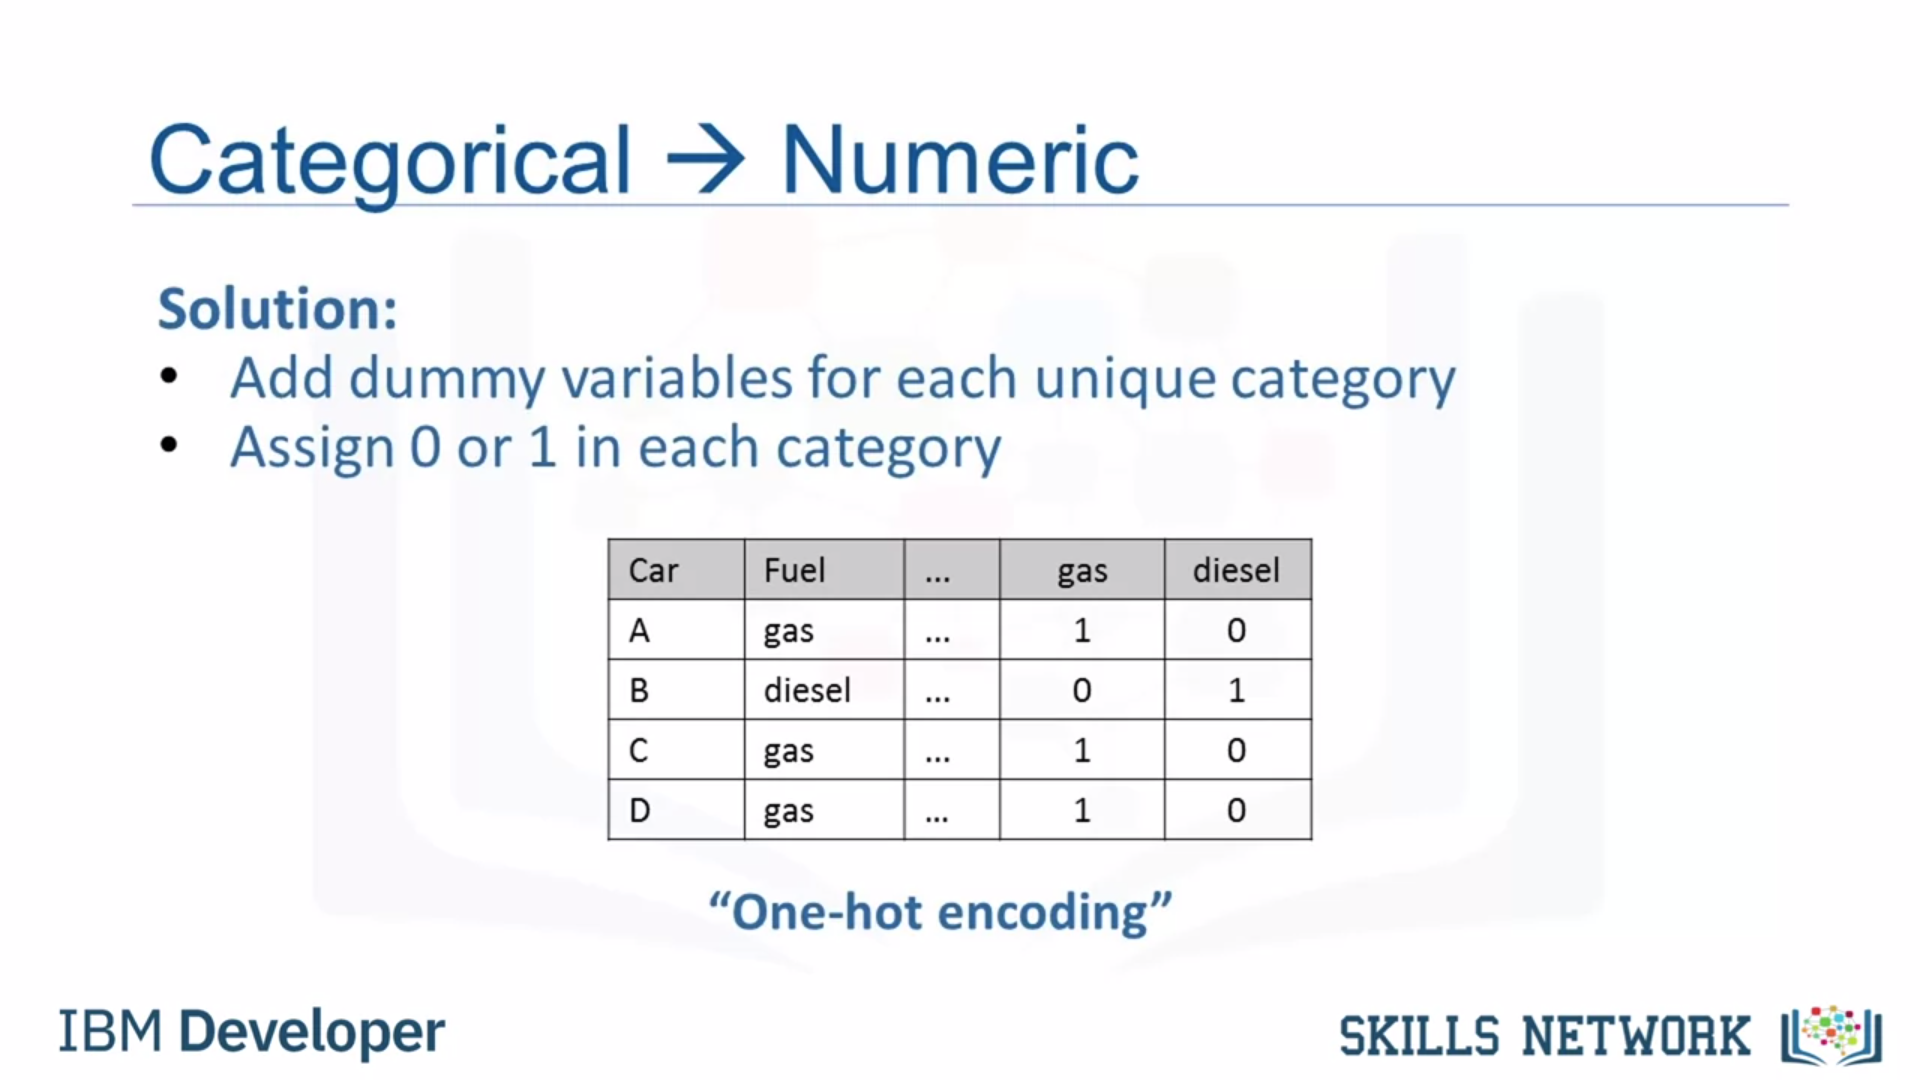 Categorical → Numeric
Solution:
• Add dummy variables for each unique category
• Assign 0 or 1 in each category
Car Fuel ... gas diesel
A gas ... 1 0
B diesel ... 0 1
C gas ... 1 0
D gas ... 1 0
“One-hot encoding”
IBM Developer
SKILLS NETWORK